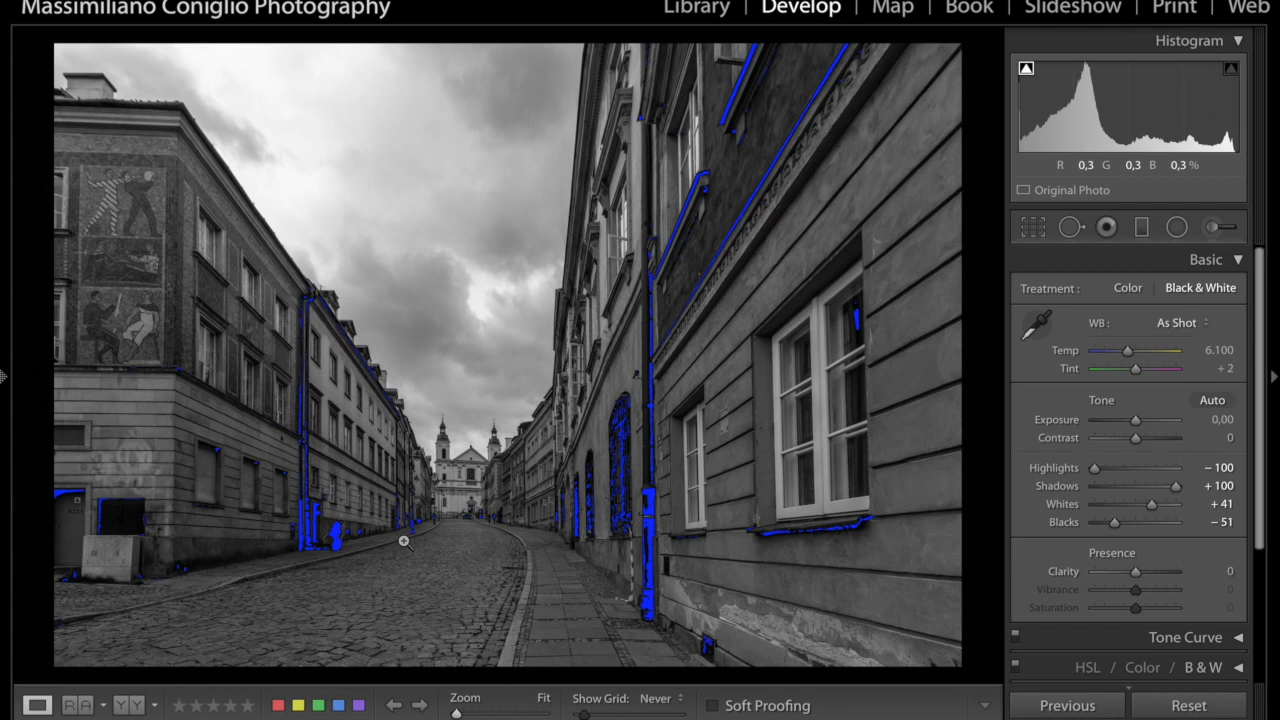 Massimiliano Coniglio Photography
Library | Develop | Map | Book | Slideshow | Print | Web
Histogram
R 0,3 G 0,3 B 0,3 %
Original Photo
Basic
Treatment : Color Black & White
WB : As Shot
Temp 6.100
Tint + 2
Tone Auto
Exposure 0,00
Contrast 0
Highlights − 100
Shadows + 100
Whites + 41
Blacks − 51
Presence
Clarity 0
Vibrance 0
Saturation 0
Tone Curve
HSL / Color / B & W
Previous Reset
R A Y Y Zoom Fit Show Grid: Never Soft Proofing